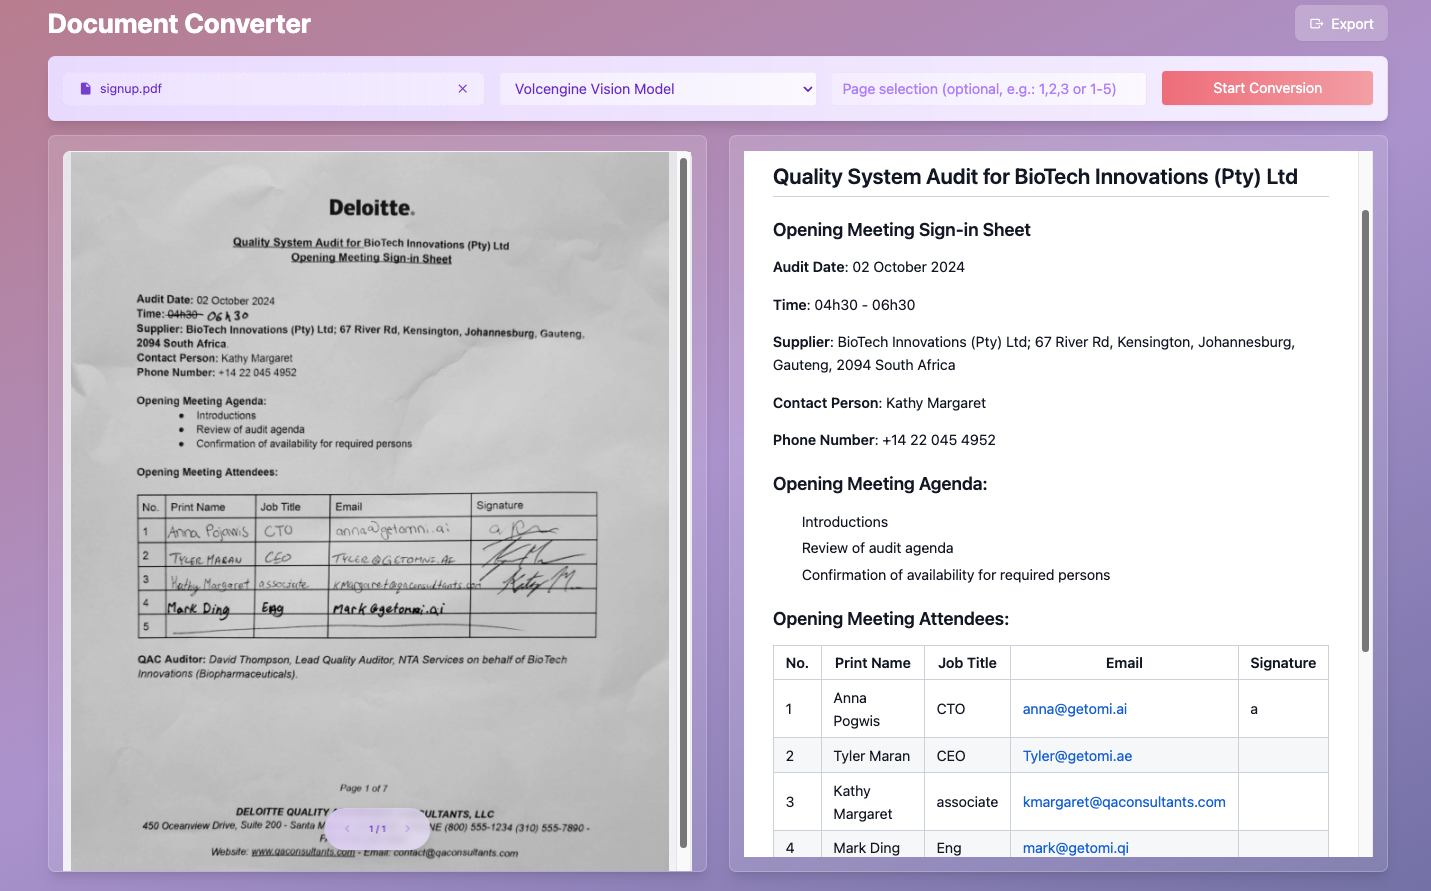 Document Converter
Export
signup.pdf
Volcengine Vision Model
Page selection (optional, e.g.: 1,2,3 or 1-5)
Start Conversion
Deloitte.
Quality System Audit for BioTech Innovations (Pty) Ltd
Opening Meeting Sign-in Sheet
Audit Date: 02 October 2024
Time: 04h30 - 06h30
Supplier: BioTech Innovations (Pty) Ltd; 67 River Rd, Kensington, Johannesburg, Gauteng,
2094 South Africa.
Contact Person: Kathy Margaret
Phone Number: +14 22 045 4952
Opening Meeting Agenda:
• Introductions
• Review of audit agenda
• Confirmation of availability for required persons
Opening Meeting Attendees:
No. Print Name Job Title Email Signature
1 Anna Pojawis CTO anna@getomni.ai
2 TYLER MARAN CEO TYLER@GETOMNI.AE
3 Kathy Margaret associate kmargaret@qaconsultants.com Kathy M
4 Mark Ding Eng Mark@getomni.ai
5
QAC Auditor: David Thompson, Lead Quality Auditor, NTA Services on behalf of BioTech
Innovations (Biopharmaceuticals).
Page 1 of 7
DELOITTE QUALITY ULTANTS, LLC
450 Oceanview Drive, Suite 200 - Santa M NE (800) 555-1234 (310) 555-7890 -
Website: www.qaconsultants.com - Email: contact@qaconsultants.com
1 / 1
Quality System Audit for BioTech Innovations (Pty) Ltd
Opening Meeting Sign-in Sheet
Audit Date: 02 October 2024
Time: 04h30 - 06h30
Supplier: BioTech Innovations (Pty) Ltd; 67 River Rd, Kensington, Johannesburg,
Gauteng, 2094 South Africa
Contact Person: Kathy Margaret
Phone Number: +14 22 045 4952
Opening Meeting Agenda:
Introductions
Review of audit agenda
Confirmation of availability for required persons
Opening Meeting Attendees:
No. Print Name Job Title Email Signature
1 Anna Pogwis CTO anna@getomi.ai a
2 Tyler Maran CEO Tyler@getomi.ae
3 Kathy Margaret associate kmargaret@qaconsultants.com
4 Mark Ding Eng mark@getomi.qi